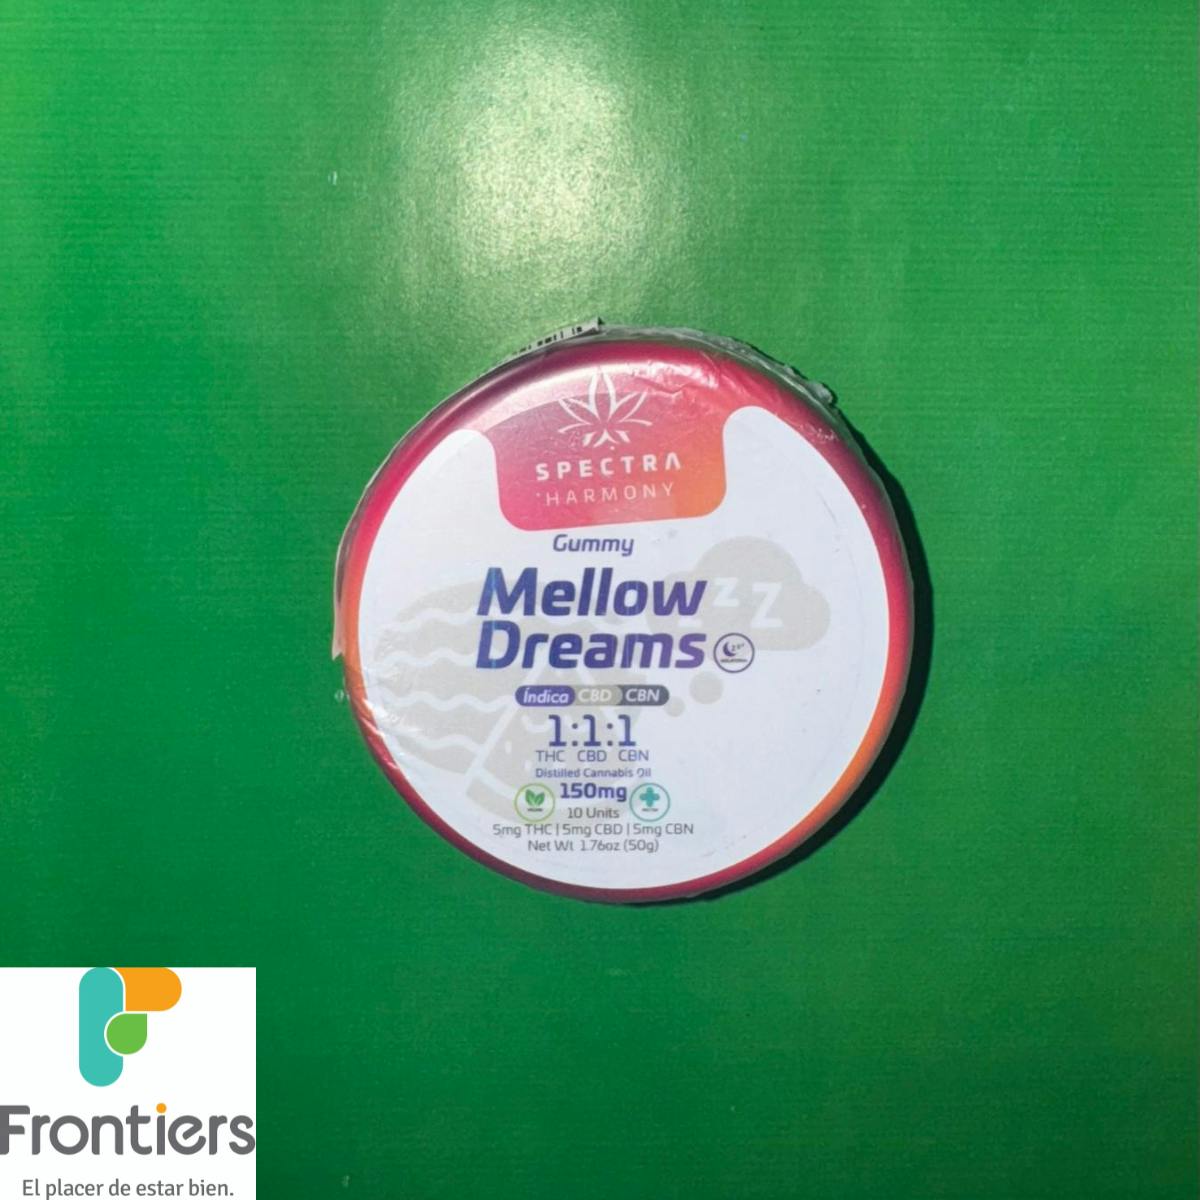 SPECTRA
HARMONY
Gummy
Mellow
Dreams
Índica CBD CBN
1:1:1
THC CBD CBN
Distilled Cannabis Oil
150mg
10 Units
5mg THC | 5mg CBD | 5mg CBN
Net Wt 1.76oz (50g)
Frontiers
El placer de estar bien.